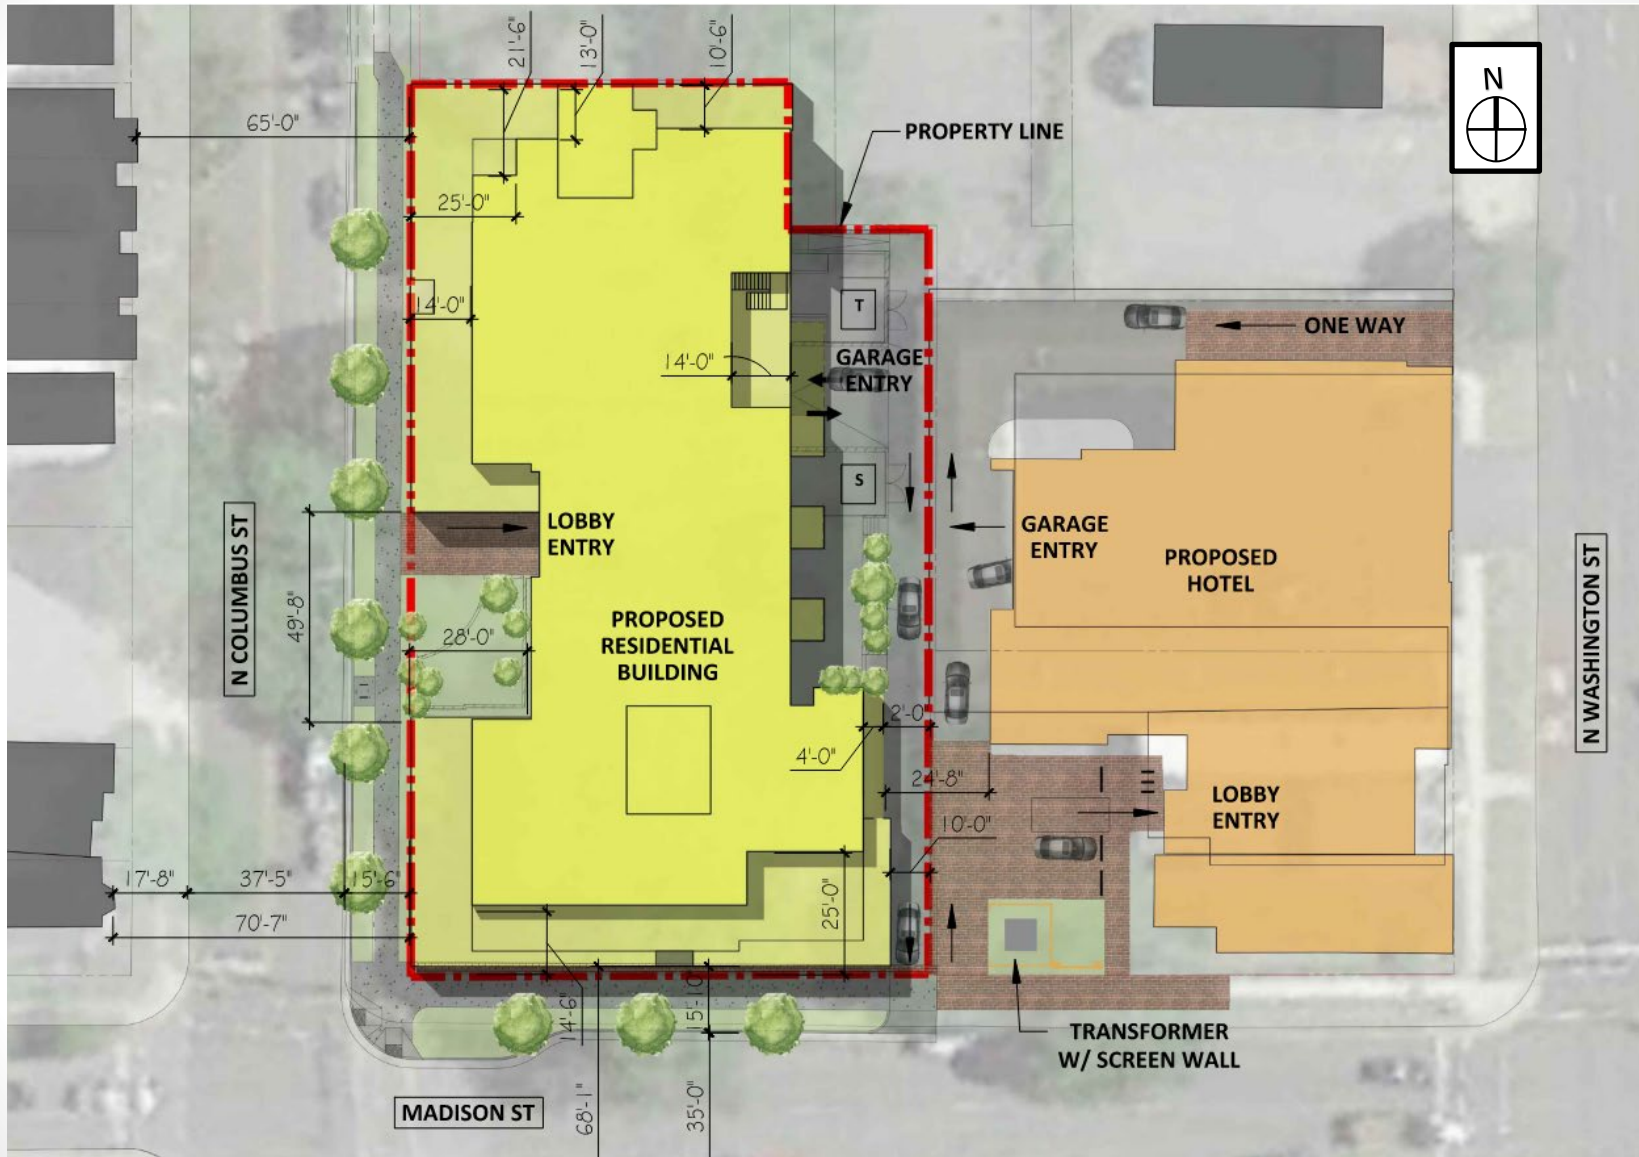 21'-6"
13'-0"
10'-6"
N
65'-0"
PROPERTY LINE
25'-0"
14'-0"
T
ONE WAY
14'-0"
GARAGE
ENTRY
S
LOBBY
ENTRY
GARAGE
ENTRY
PROPOSED
HOTEL
N COLUMBUS ST
49'-8"
28'-0"
PROPOSED
RESIDENTIAL
BUILDING
N WASHINGTON ST
2'-0"
4'-0"
24'-8"
LOBBY
ENTRY
10'-0"
17'-8"
37'-5"
15'-6"
25'-0"
70'-7"
14'-6"
15'-10"
TRANSFORMER
W/ SCREEN WALL
MADISON ST
68'-1"
35'-0"